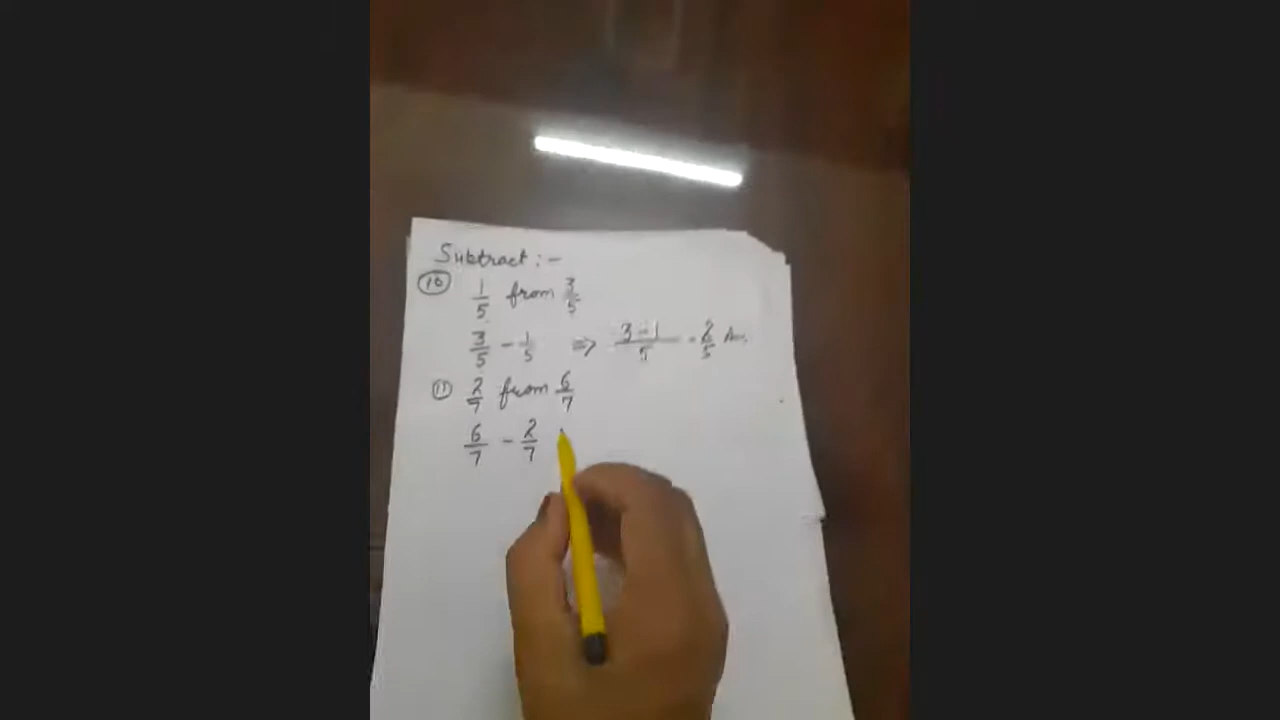 Subtract :-
(10) 1/5 from 3/5
3/5 - 1/5 ⇒ 3-1/5 = 2/5 Ans.
(11) 2/7 from 6/7
6/7 - 2/7